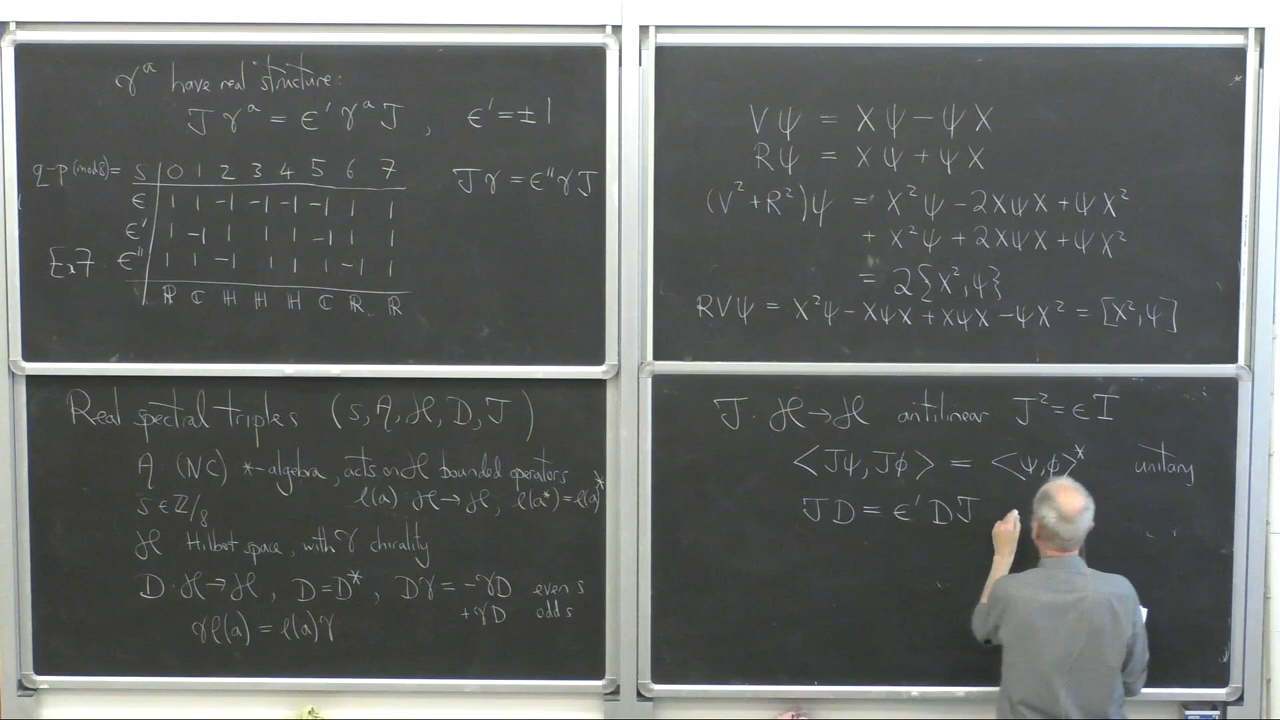 γᵃ have real structure:
Jγᵃ = ϵ′γᵃJ , ϵ′ = ±1
q-p (mod 8) = s 0 1 2 3 4 5 6 7
Jγ = ϵ″γJ
ϵ 1 1 -1 -1 -1 -1 1 1
ϵ′ 1 -1 1 1 1 -1 1 1
Ex7 ϵ″ 1 1 -1 1 1 1 -1 1
ℝ ℂ ℍ ℍ ℍ ℂ ℝ ℝ
Real spectral triples (s, A, H, D, J)
A (NC) *-algebra, acts on H bounded operators
s ∈ ℤ/8 l(a) H→H, l(a*) = l(a)*
H Hilbert space, with γ chirality
D: H→H, D = D*, Dγ = -γD even s
+γD odd s
γl(a) = l(a)γ
Vψ = Xψ - ψX
Rψ = Xψ + ψX
(V² + R²)ψ = X²ψ - 2XψX + ψX²
+ X²ψ + 2XψX + ψX²
= 2{X², ψ}
RVψ = X²ψ - XψX + XψX - ψX² = [X², ψ]
J: H→H antilinear J² = ϵI
<Jψ, Jϕ> = <ψ, ϕ>* unitary
JD = ϵ′DJ